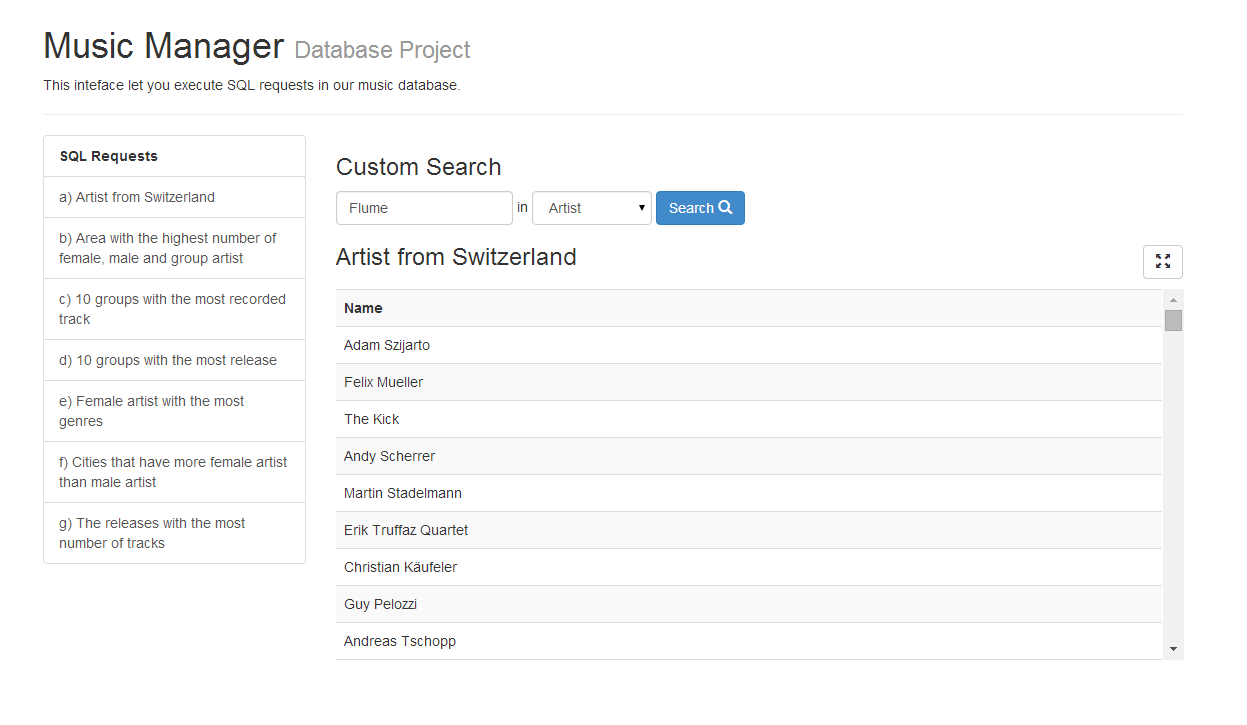 Music Manager Database Project
This inteface let you execute SQL requests in our music database.
SQL Requests
a) Artist from Switzerland
b) Area with the highest number of
female, male and group artist
c) 10 groups with the most recorded
track
d) 10 groups with the most release
e) Female artist with the most
genres
f) Cities that have more female artist
than male artist
g) The releases with the most
number of tracks
Custom Search
Flume in Artist Search
Artist from Switzerland
Name
Adam Szijarto
Felix Mueller
The Kick
Andy Scherrer
Martin Stadelmann
Erik Truffaz Quartet
Christian Käufeler
Guy Pelozzi
Andreas Tschopp